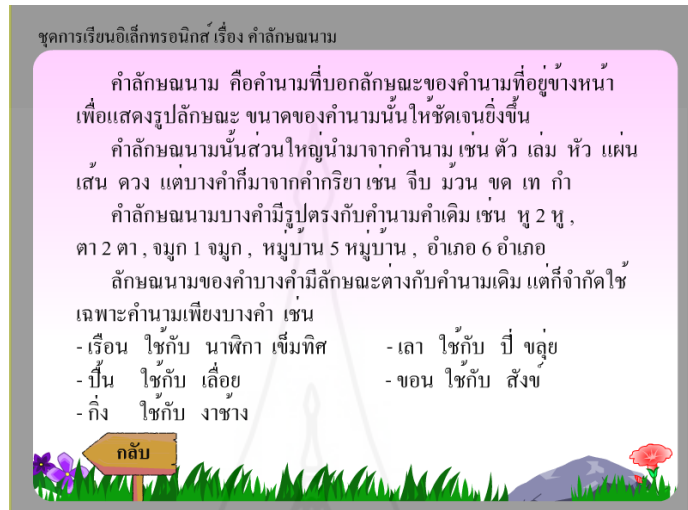 ชุดการเรียนอิเล็กทรอนิกส์ เรื่อง คำลักษณนาม
คำลักษณนาม คือคำนามที่บอกลักษณะของคำนามที่อยู่ข้างหน้า
เพื่อแสดงรูปลักษณะ ขนาดของคำนามนั้นให้ชัดเจนยิ่งขึ้น
คำลักษณนามนั้นส่วนใหญ่นำมาจากคำนาม เช่น ตัว เล่ม หัว แผ่น
เส้น ดวง แต่บางคำก็มาจากคำกริยา เช่น จีบ ม้วน ขด เท กำ
คำลักษณนามบางคำมีรูปตรงกับคำนามคำเดิม เช่น หู 2 หู ,
ตา 2 ตา , จมูก 1 จมูก , หมู่บ้าน 5 หมู่บ้าน , อำเภอ 6 อำเภอ
ลักษณนามของคำบางคำมีลักษณะต่างกับคำนามเดิม แต่ก็จำกัดใช้
เฉพาะคำนามเพียงบางคำ เช่น
- เรือน ใช้กับ นาฬิกา เข็มทิศ - เลา ใช้กับ ปี่ ขลุ่ย
- ปื้น ใช้กับ เลื่อย - ขอน ใช้กับ สังข์
- กิ่ง ใช้กับ งาช้าง
กลับ